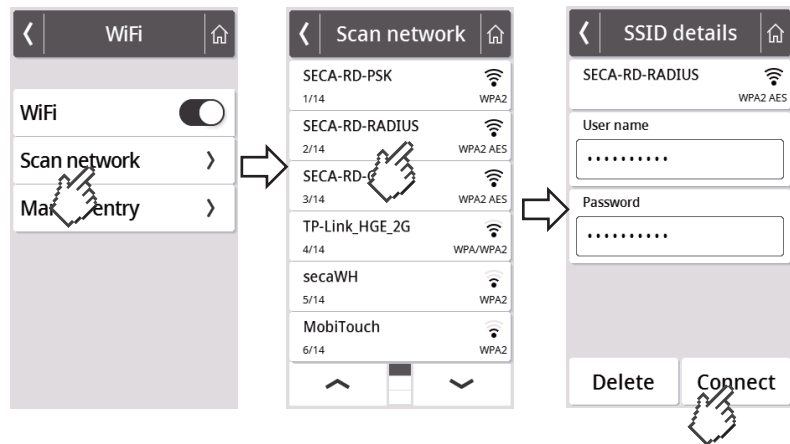 WiFi
WiFi
Scan network
Scan network
SECA-RD-PSK
1/14 WPA2
SECA-RD-RADIUS
2/14 WPA2 AES
SECA-RD-
3/14 WPA2 AES
TP-Link_HGE_2G
4/14 WPA/WPA2
secaWH
5/14 WPA2
MobiTouch
6/14 WPA2
SSID details
SECA-RD-RADIUS
WPA2 AES
User name
..........
Password
..........
Delete Connect